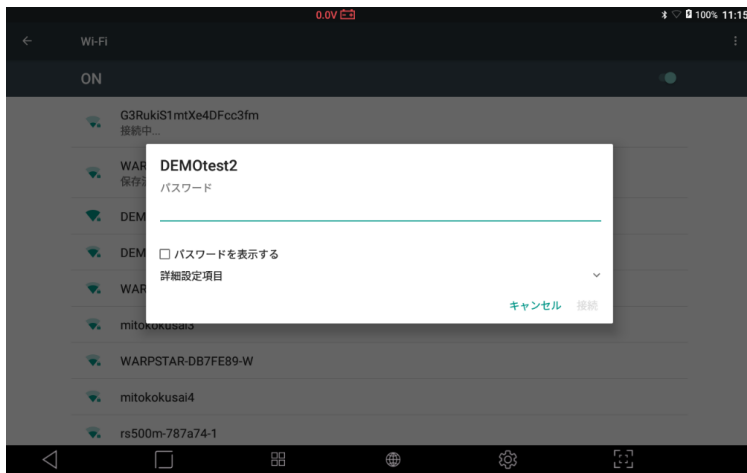 0.0V
100% 11:15
Wi-Fi
ON
G3RukiS1mtXe4DFcc3fm
接続中...
WAR
保存
DEMOtest2
パスワード
DEM
パスワードを表示する
DEM
詳細設定項目
WAR
キャンセル 接続
mitokokusai3
WARPSTAR-DB7FE89-W
mitokokusai4
rs500m-787a74-1